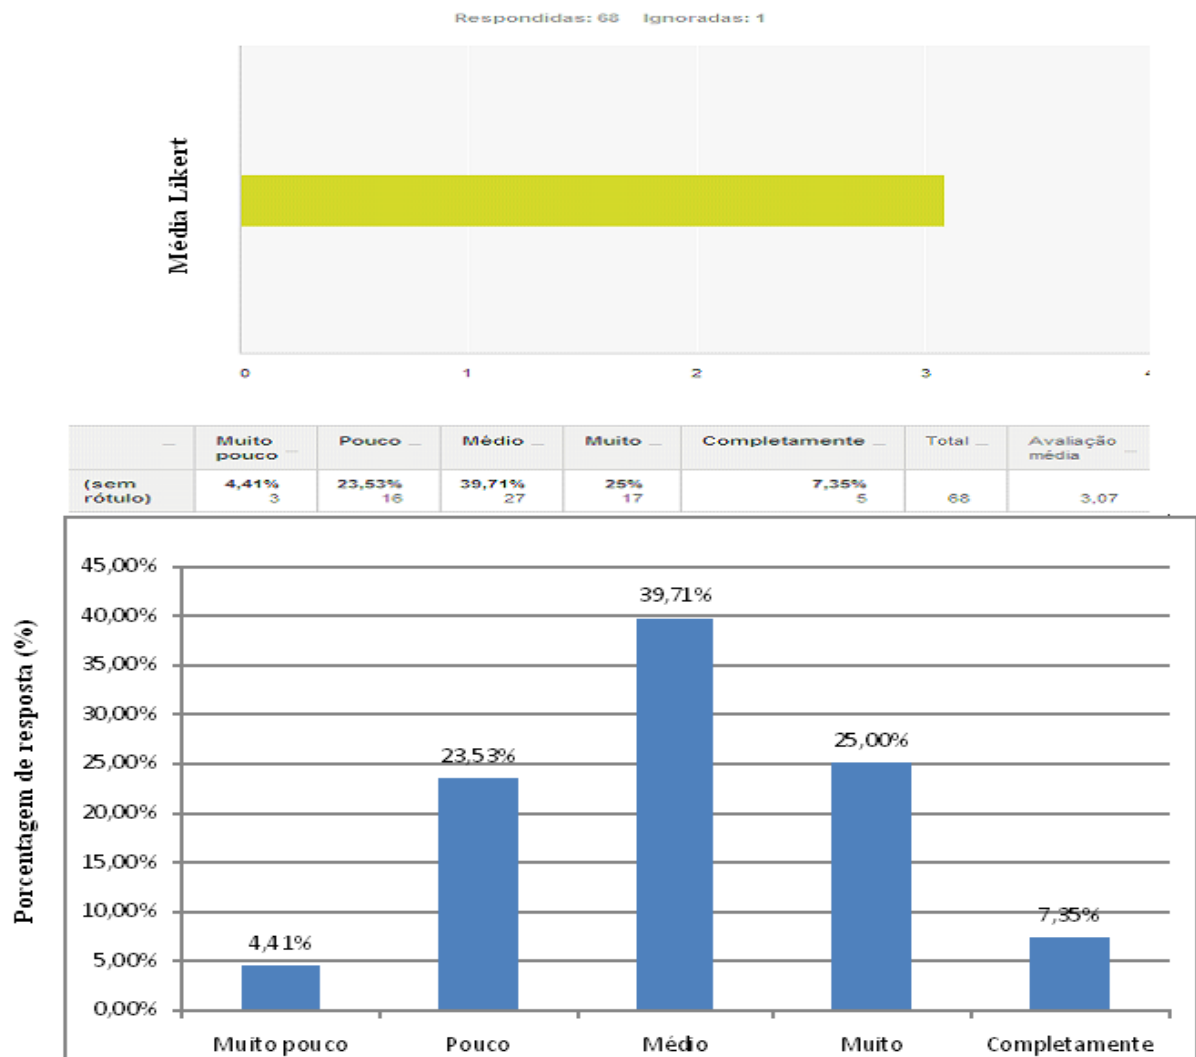 Respondidas: 68 Ignoradas: 1
Média Likert
0 1 2 3 4
... Muito pouco ... Pouco ... Médio ... Muito ... Completamente ... Total ... Avaliação média ...
(sem rótulo) 4,41% 23,53% 39,71% 25% 7,35%
3 16 27 17 5 68 3,07
Porcentagem de resposta (%)
45,00%
40,00%
35,00%
30,00%
25,00%
20,00%
15,00%
10,00%
5,00%
0,00%
4,41%
23,53%
39,71%
25,00%
7,35%
Muito pouco Pouco Médio Muito Completamente